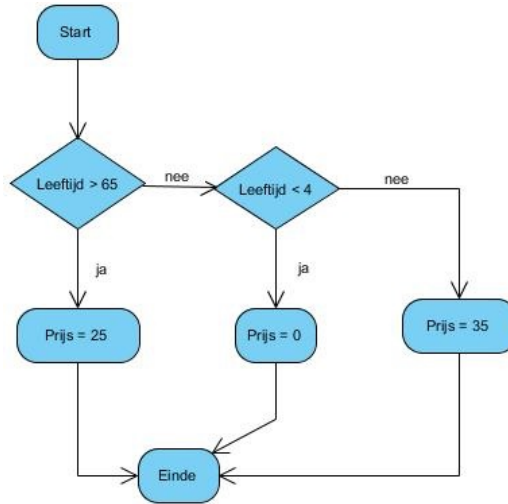 Start
Leeftijd > 65
nee
Leeftijd < 4
nee
ja
ja
Prijs = 25
Prijs = 0
Prijs = 35
Einde